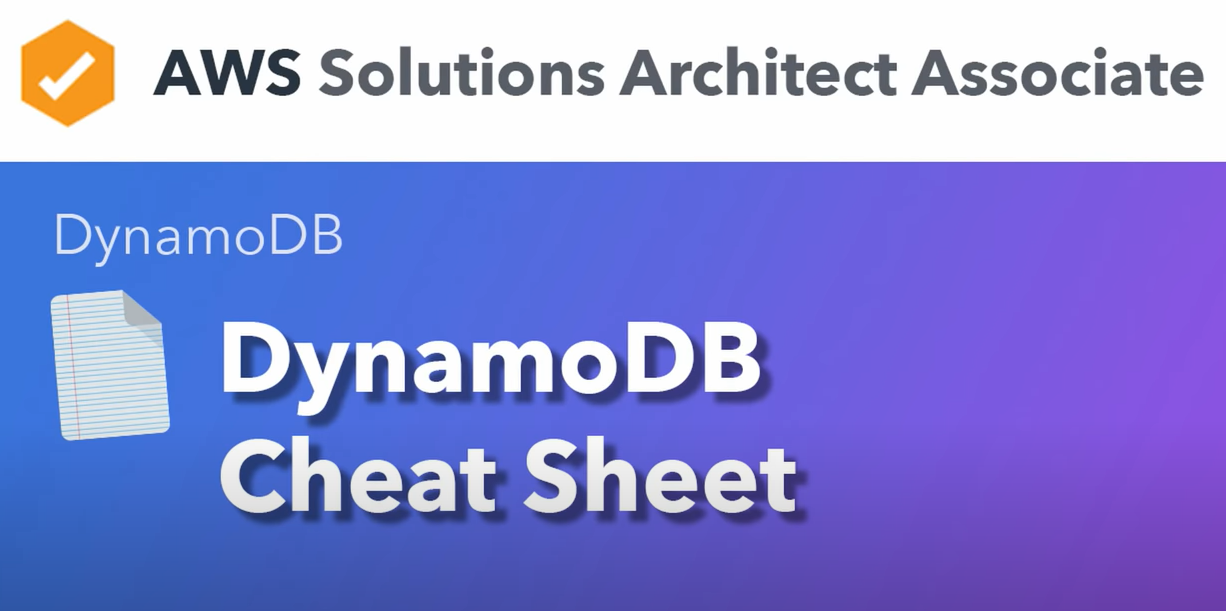 AWS Solutions Architect Associate
DynamoDB
DynamoDB
Cheat Sheet